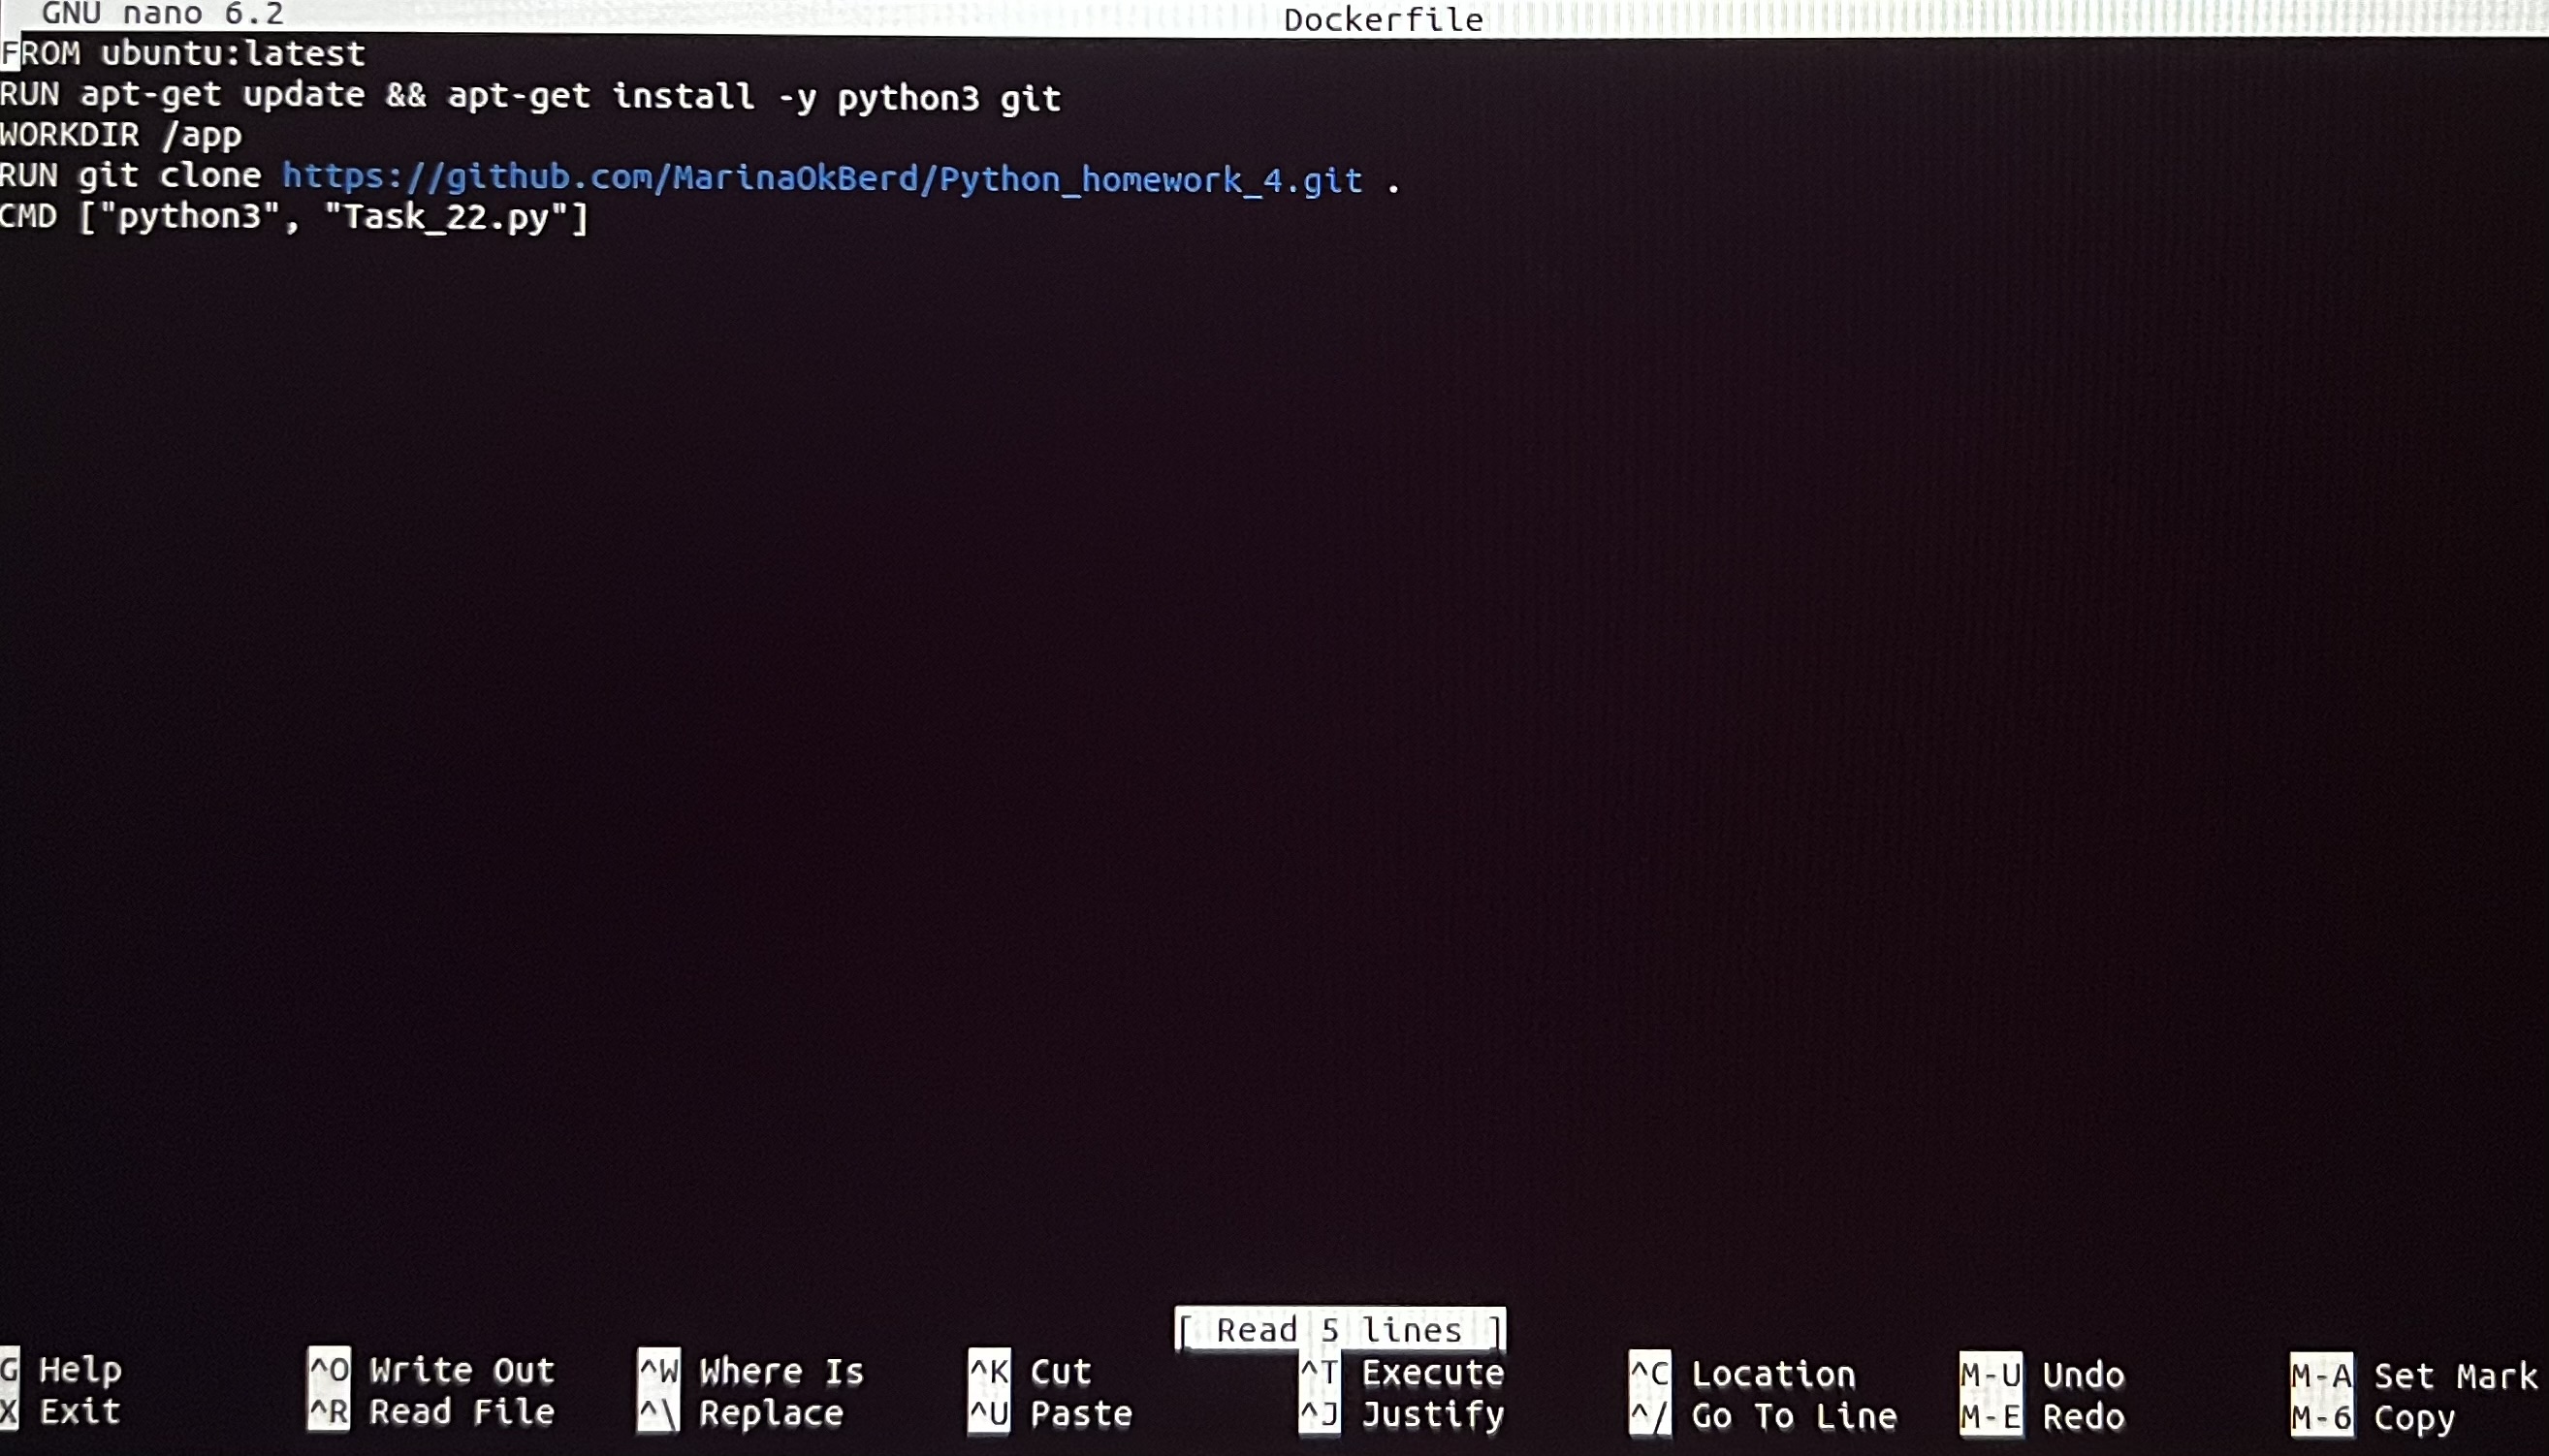 GNU nano 6.2 Dockerfile
FROM ubuntu:latest
RUN apt-get update && apt-get install -y python3 git
WORKDIR /app
RUN git clone https://github.com/MarinaOkBerd/Python_homework_4.git .
CMD ["python3", "Task_22.py"]
[ Read 5 lines ]
G Help ^O Write Out ^W Where Is ^K Cut ^T Execute ^C Location M-U Undo M-A Set Mark
X Exit ^R Read File ^\ Replace ^U Paste ^J Justify ^/ Go To Line M-E Redo M-6 Copy